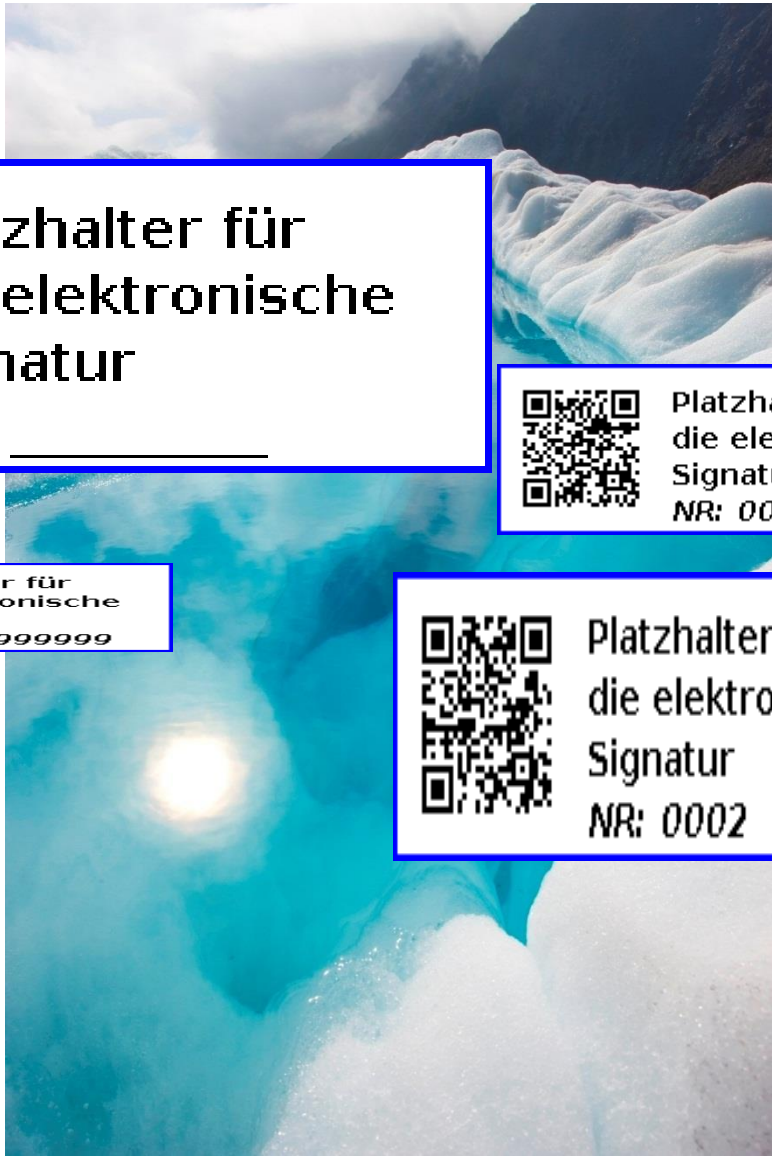 zhalter für
elektronische
natur
Platzha
die ele
Signatu
NR: 00
r für
onische
999999
Platzhalter
die elektro
Signatur
NR: 0002